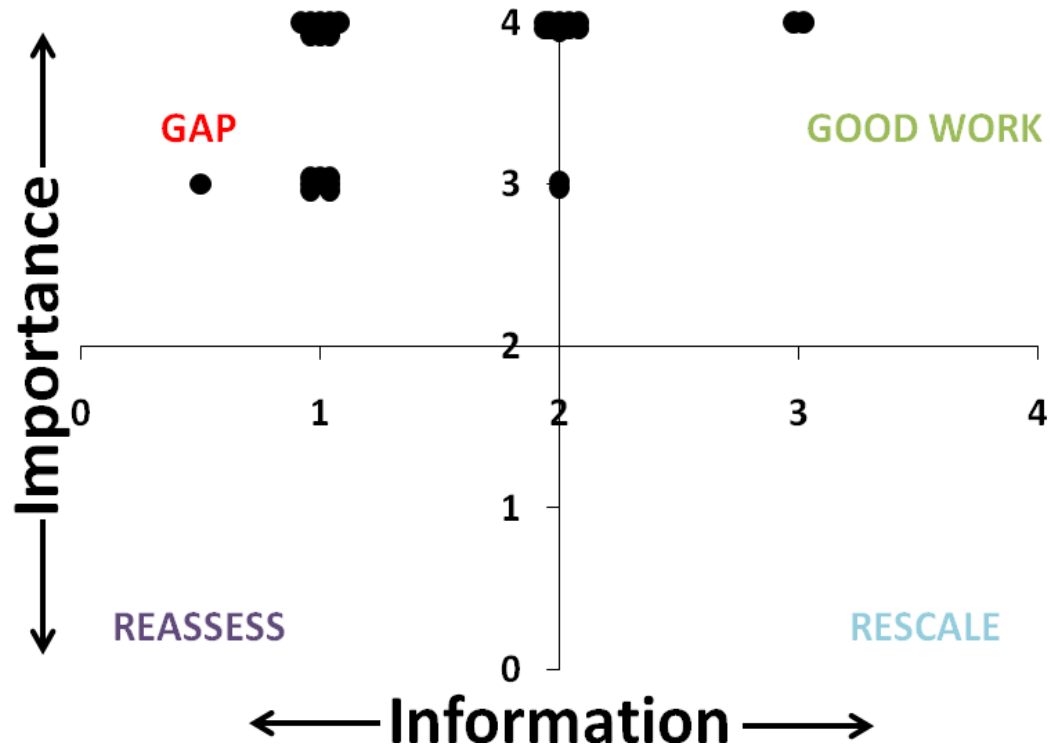 4
GAP
GOOD WORK
3
Importance
2
0
1
2
3
4
1
REASSESS
RESCALE
0
Information